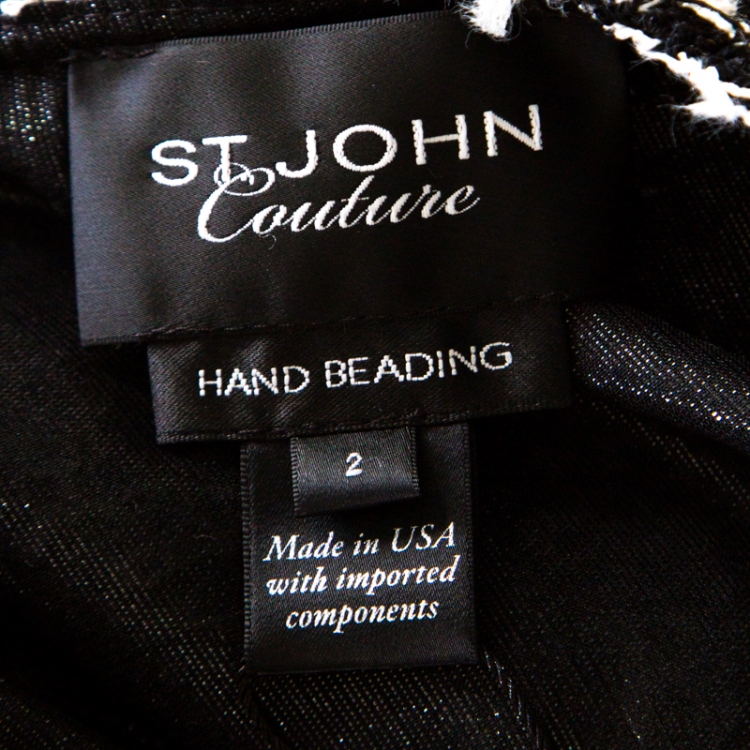 ST. JOHN
Couture
HAND BEADING
2
Made in USA
with imported
components